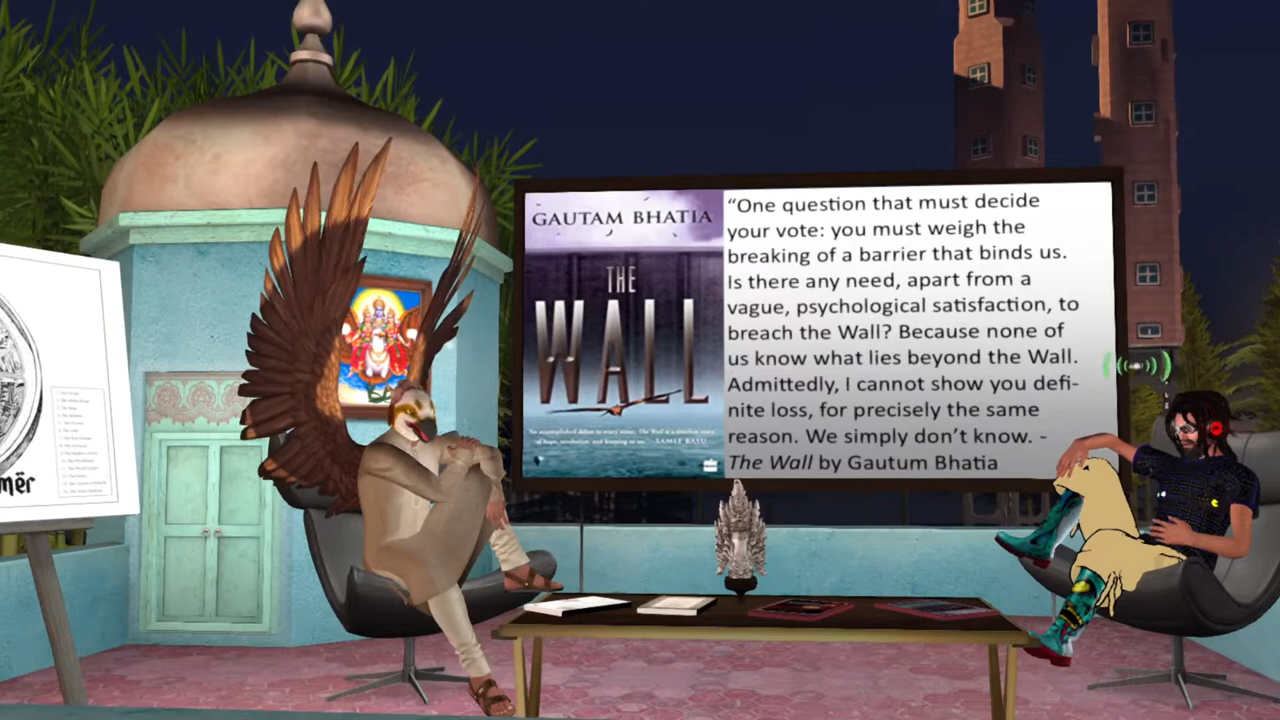 GAUTAM BHATIA
THE
WALL
SAMIT BASU
“One question that must decide
your vote: you must weigh the
breaking of a barrier that binds us.
Is there any need, apart from a
vague, psychological satisfaction, to
breach the Wall? Because none of
us know what lies beyond the Wall.
Admittedly, I cannot show you defi-
nite loss, for precisely the same
reason. We simply don’t know. -
The Wall by Gautum Bhatia
mër